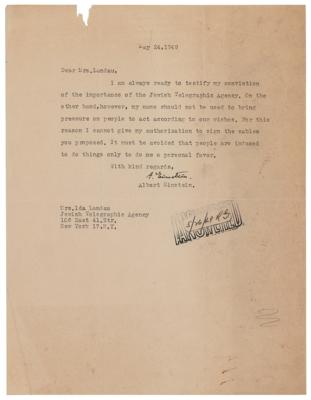 May 24,1949
Dear Mrs.Landau,
I am always ready to testify my conviction
of the importance of the Jewish Telegraphic Agency. On the
other hand,however, my name should not be used to bring
pressure on people to act according to our wishes. For this
reason I cannot give my authorization to sign the cables
you proposed. It must be avoided that people are induced
to do things only to do me a personal favor.
With kind regards,
A. Einstein.
Albert Einstein.
Mrs.Ida Landau
Jewish Telegraphic Agency
106 East 41.Str.
New York 17.N.Y.
ANSWERED